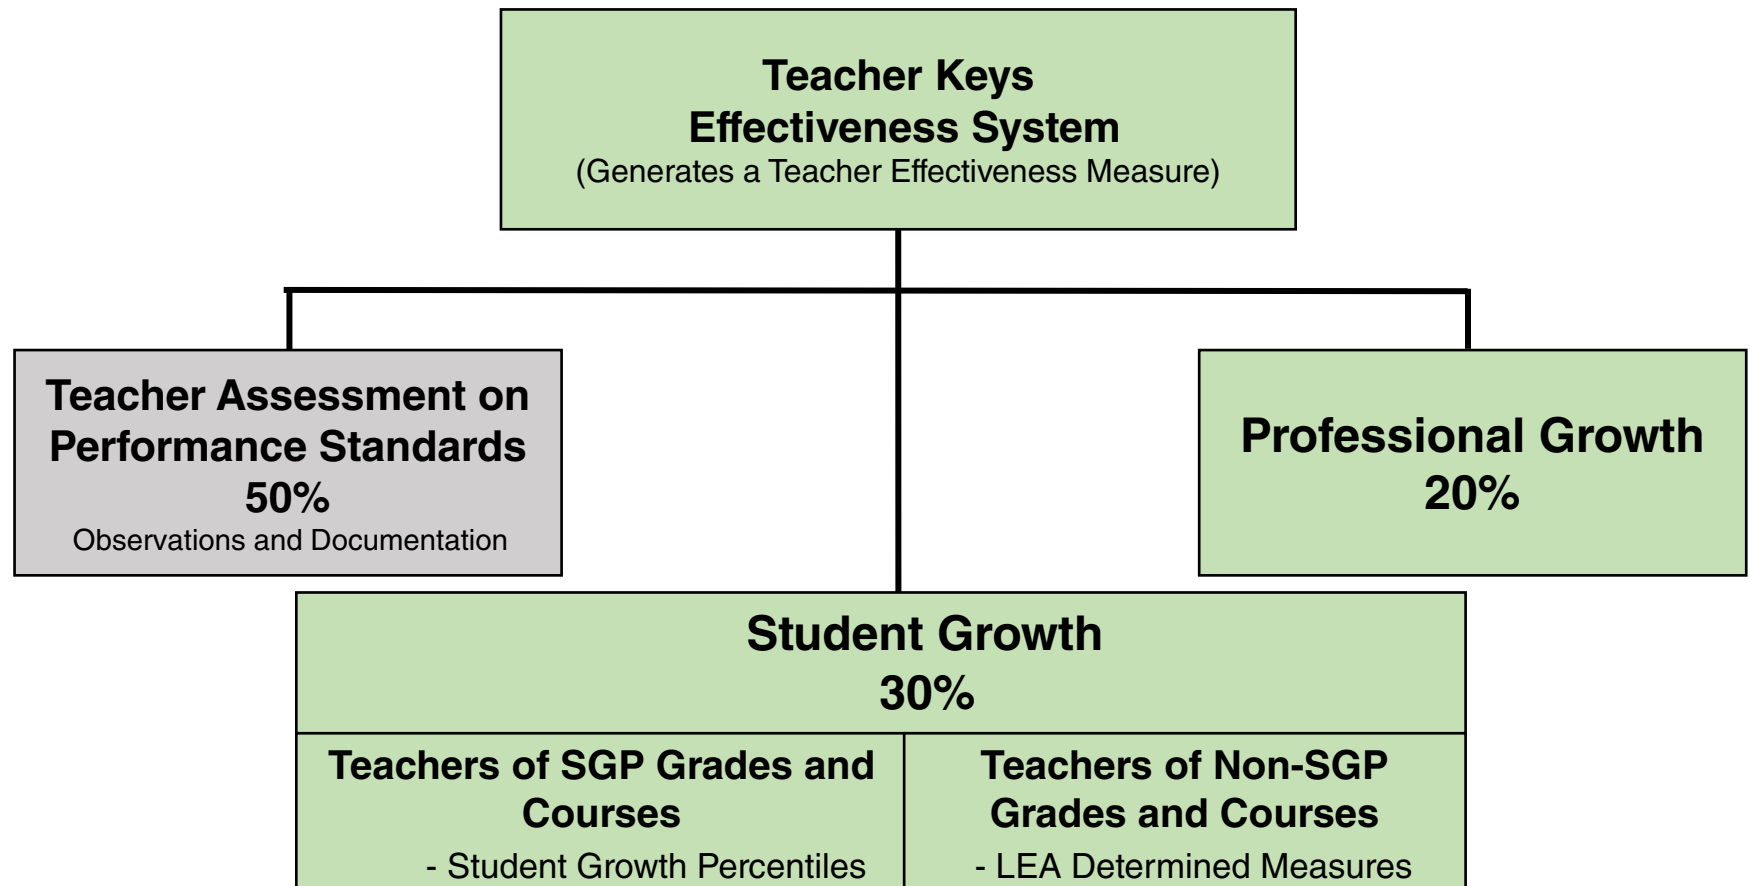 Teacher Keys
Effectiveness System
(Generates a Teacher Effectiveness Measure)
Teacher Assessment on
Performance Standards
50%
Observations and Documentation
Professional Growth
20%
Student Growth
30%
Teachers of SGP Grades and
Courses
- Student Growth Percentiles
Teachers of Non-SGP
Grades and Courses
- LEA Determined Measures